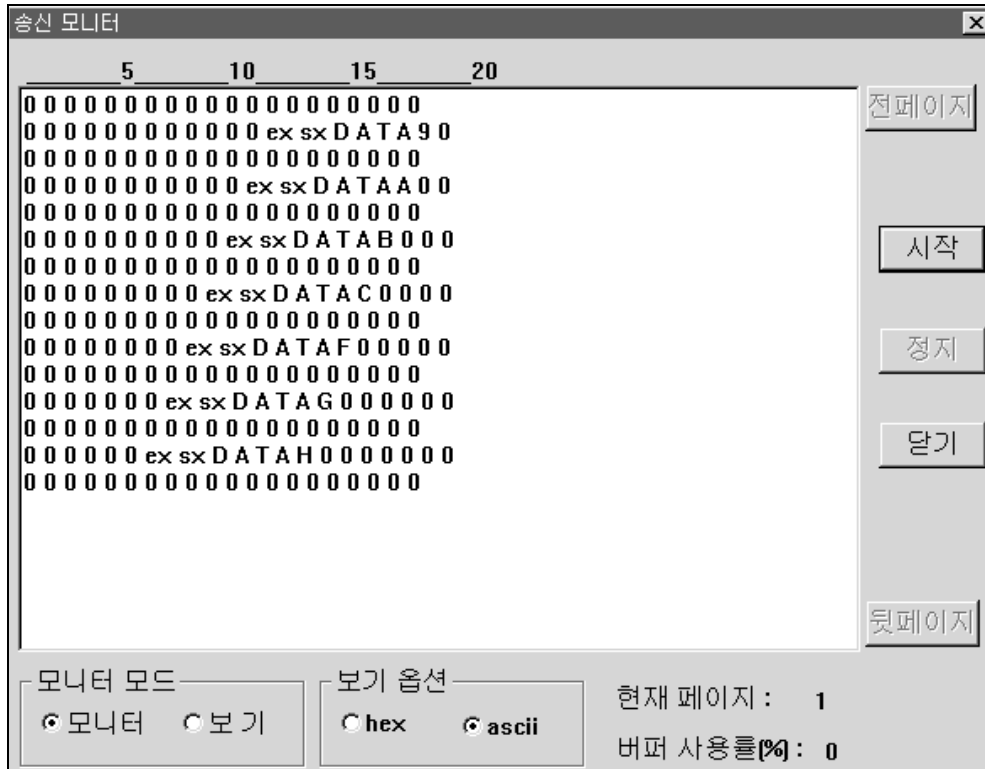 송신 모니터
5 10 15 20
0 0 0 0 0 0 0 0 0 0 0 0 0 0 0 0 0 0 0 0
0 0 0 0 0 0 0 0 0 0 0 0 ex sx D A T A 9 0
0 0 0 0 0 0 0 0 0 0 0 0 0 0 0 0 0 0 0 0
0 0 0 0 0 0 0 0 0 0 0 ex sx D A T A A 0 0
0 0 0 0 0 0 0 0 0 0 0 0 0 0 0 0 0 0 0 0
0 0 0 0 0 0 0 0 0 0 ex sx D A T A B 0 0 0
0 0 0 0 0 0 0 0 0 0 0 0 0 0 0 0 0 0 0 0
0 0 0 0 0 0 0 0 0 ex sx D A T A C 0 0 0 0
0 0 0 0 0 0 0 0 0 0 0 0 0 0 0 0 0 0 0 0
0 0 0 0 0 0 0 0 ex sx D A T A F 0 0 0 0 0
0 0 0 0 0 0 0 0 0 0 0 0 0 0 0 0 0 0 0 0
0 0 0 0 0 0 0 ex sx D A T A G 0 0 0 0 0 0
0 0 0 0 0 0 0 0 0 0 0 0 0 0 0 0 0 0 0 0
0 0 0 0 0 0 ex sx D A T A H 0 0 0 0 0 0 0
0 0 0 0 0 0 0 0 0 0 0 0 0 0 0 0 0 0 0 0
전페이지
시작
정지
닫기
뒷페이지
모니터 모드
모니터 보기
보기 옵션
hex ascii
현재 페이지 : 1
버퍼 사용률(%) : 0